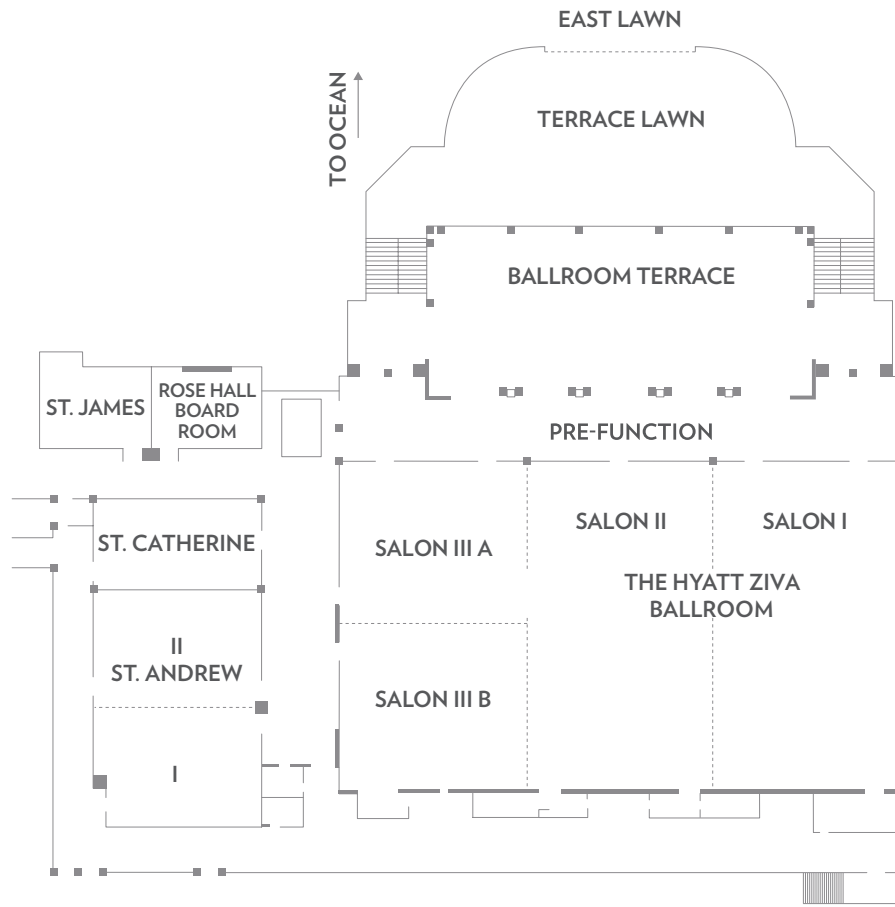 EAST LAWN
TO OCEAN
TERRACE LAWN
BALLROOM TERRACE
ST. JAMES
ROSE HALL
BOARD
ROOM
PRE-FUNCTION
ST. CATHERINE
SALON III A
SALON II
SALON I
THE HYATT ZIVA
BALLROOM
II
ST. ANDREW
SALON III B
I